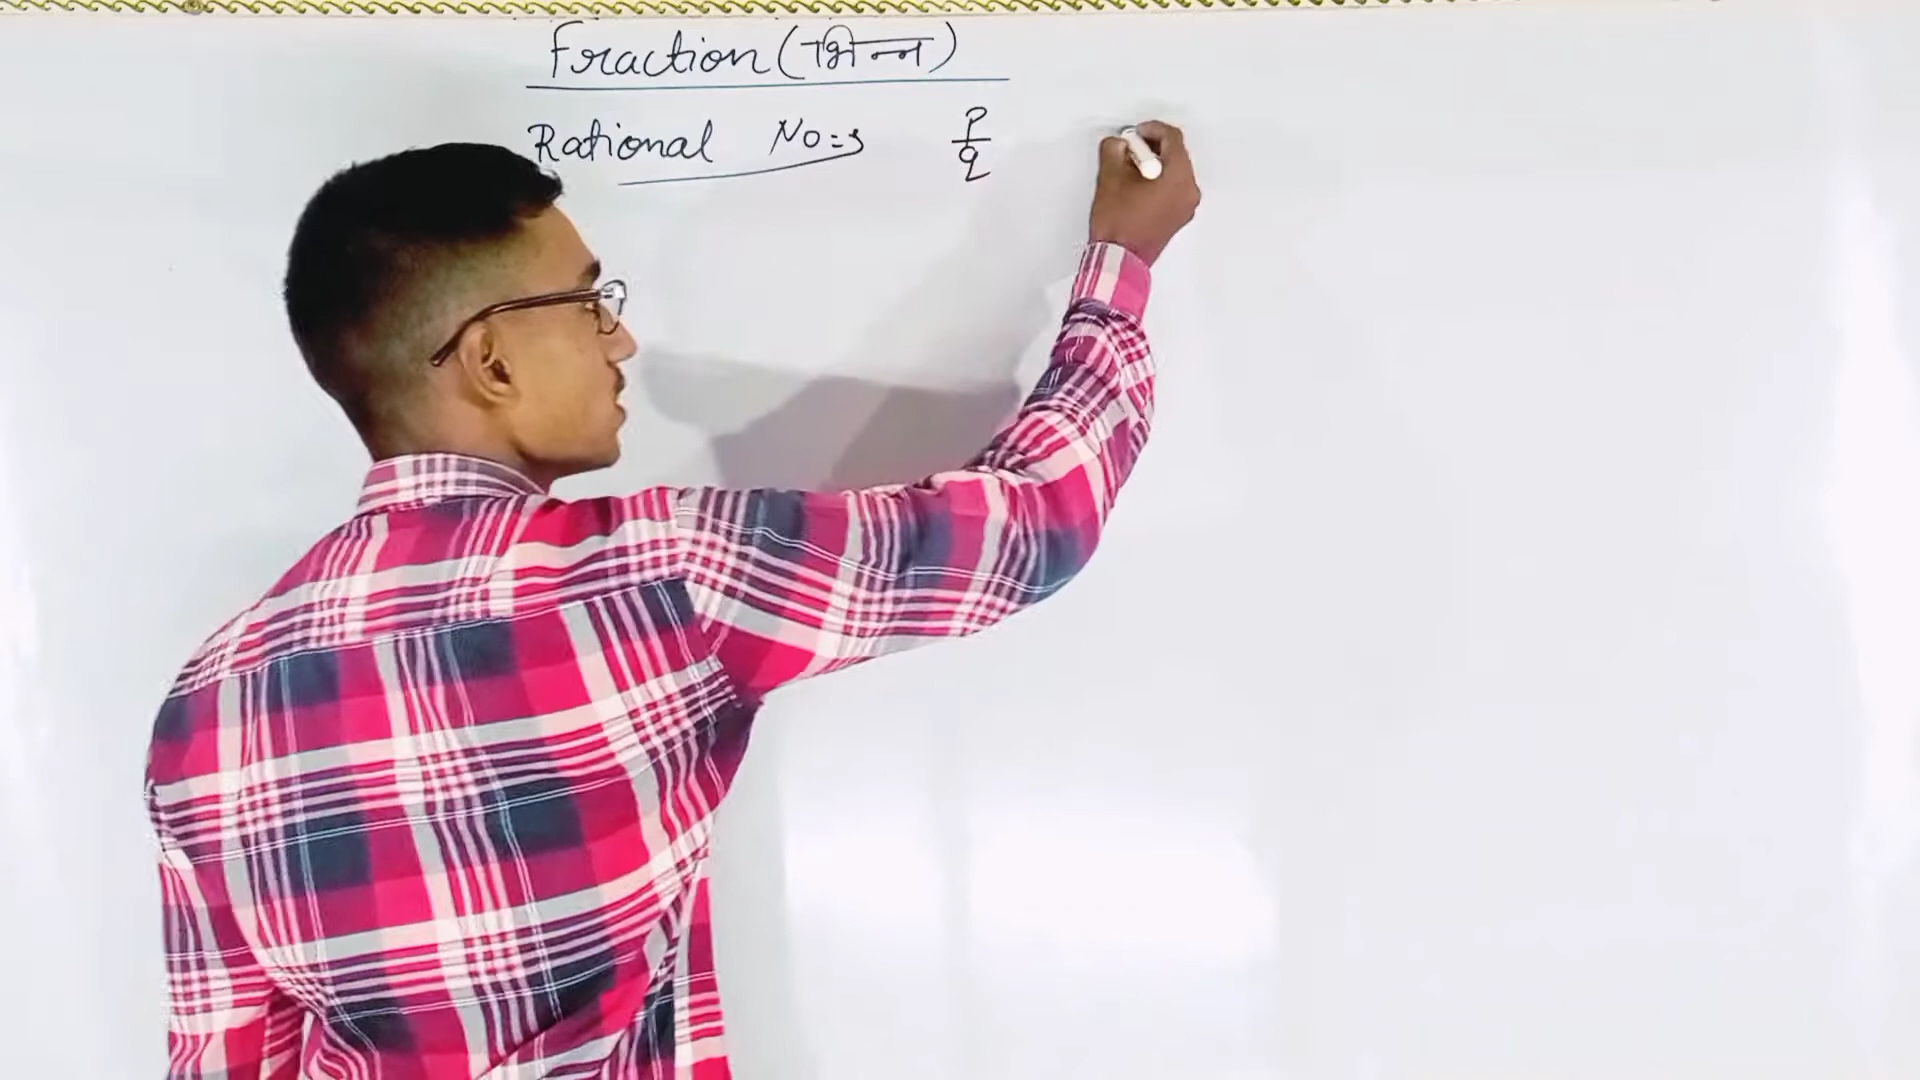 Fraction (भिन्न)
Rational No=s P/q